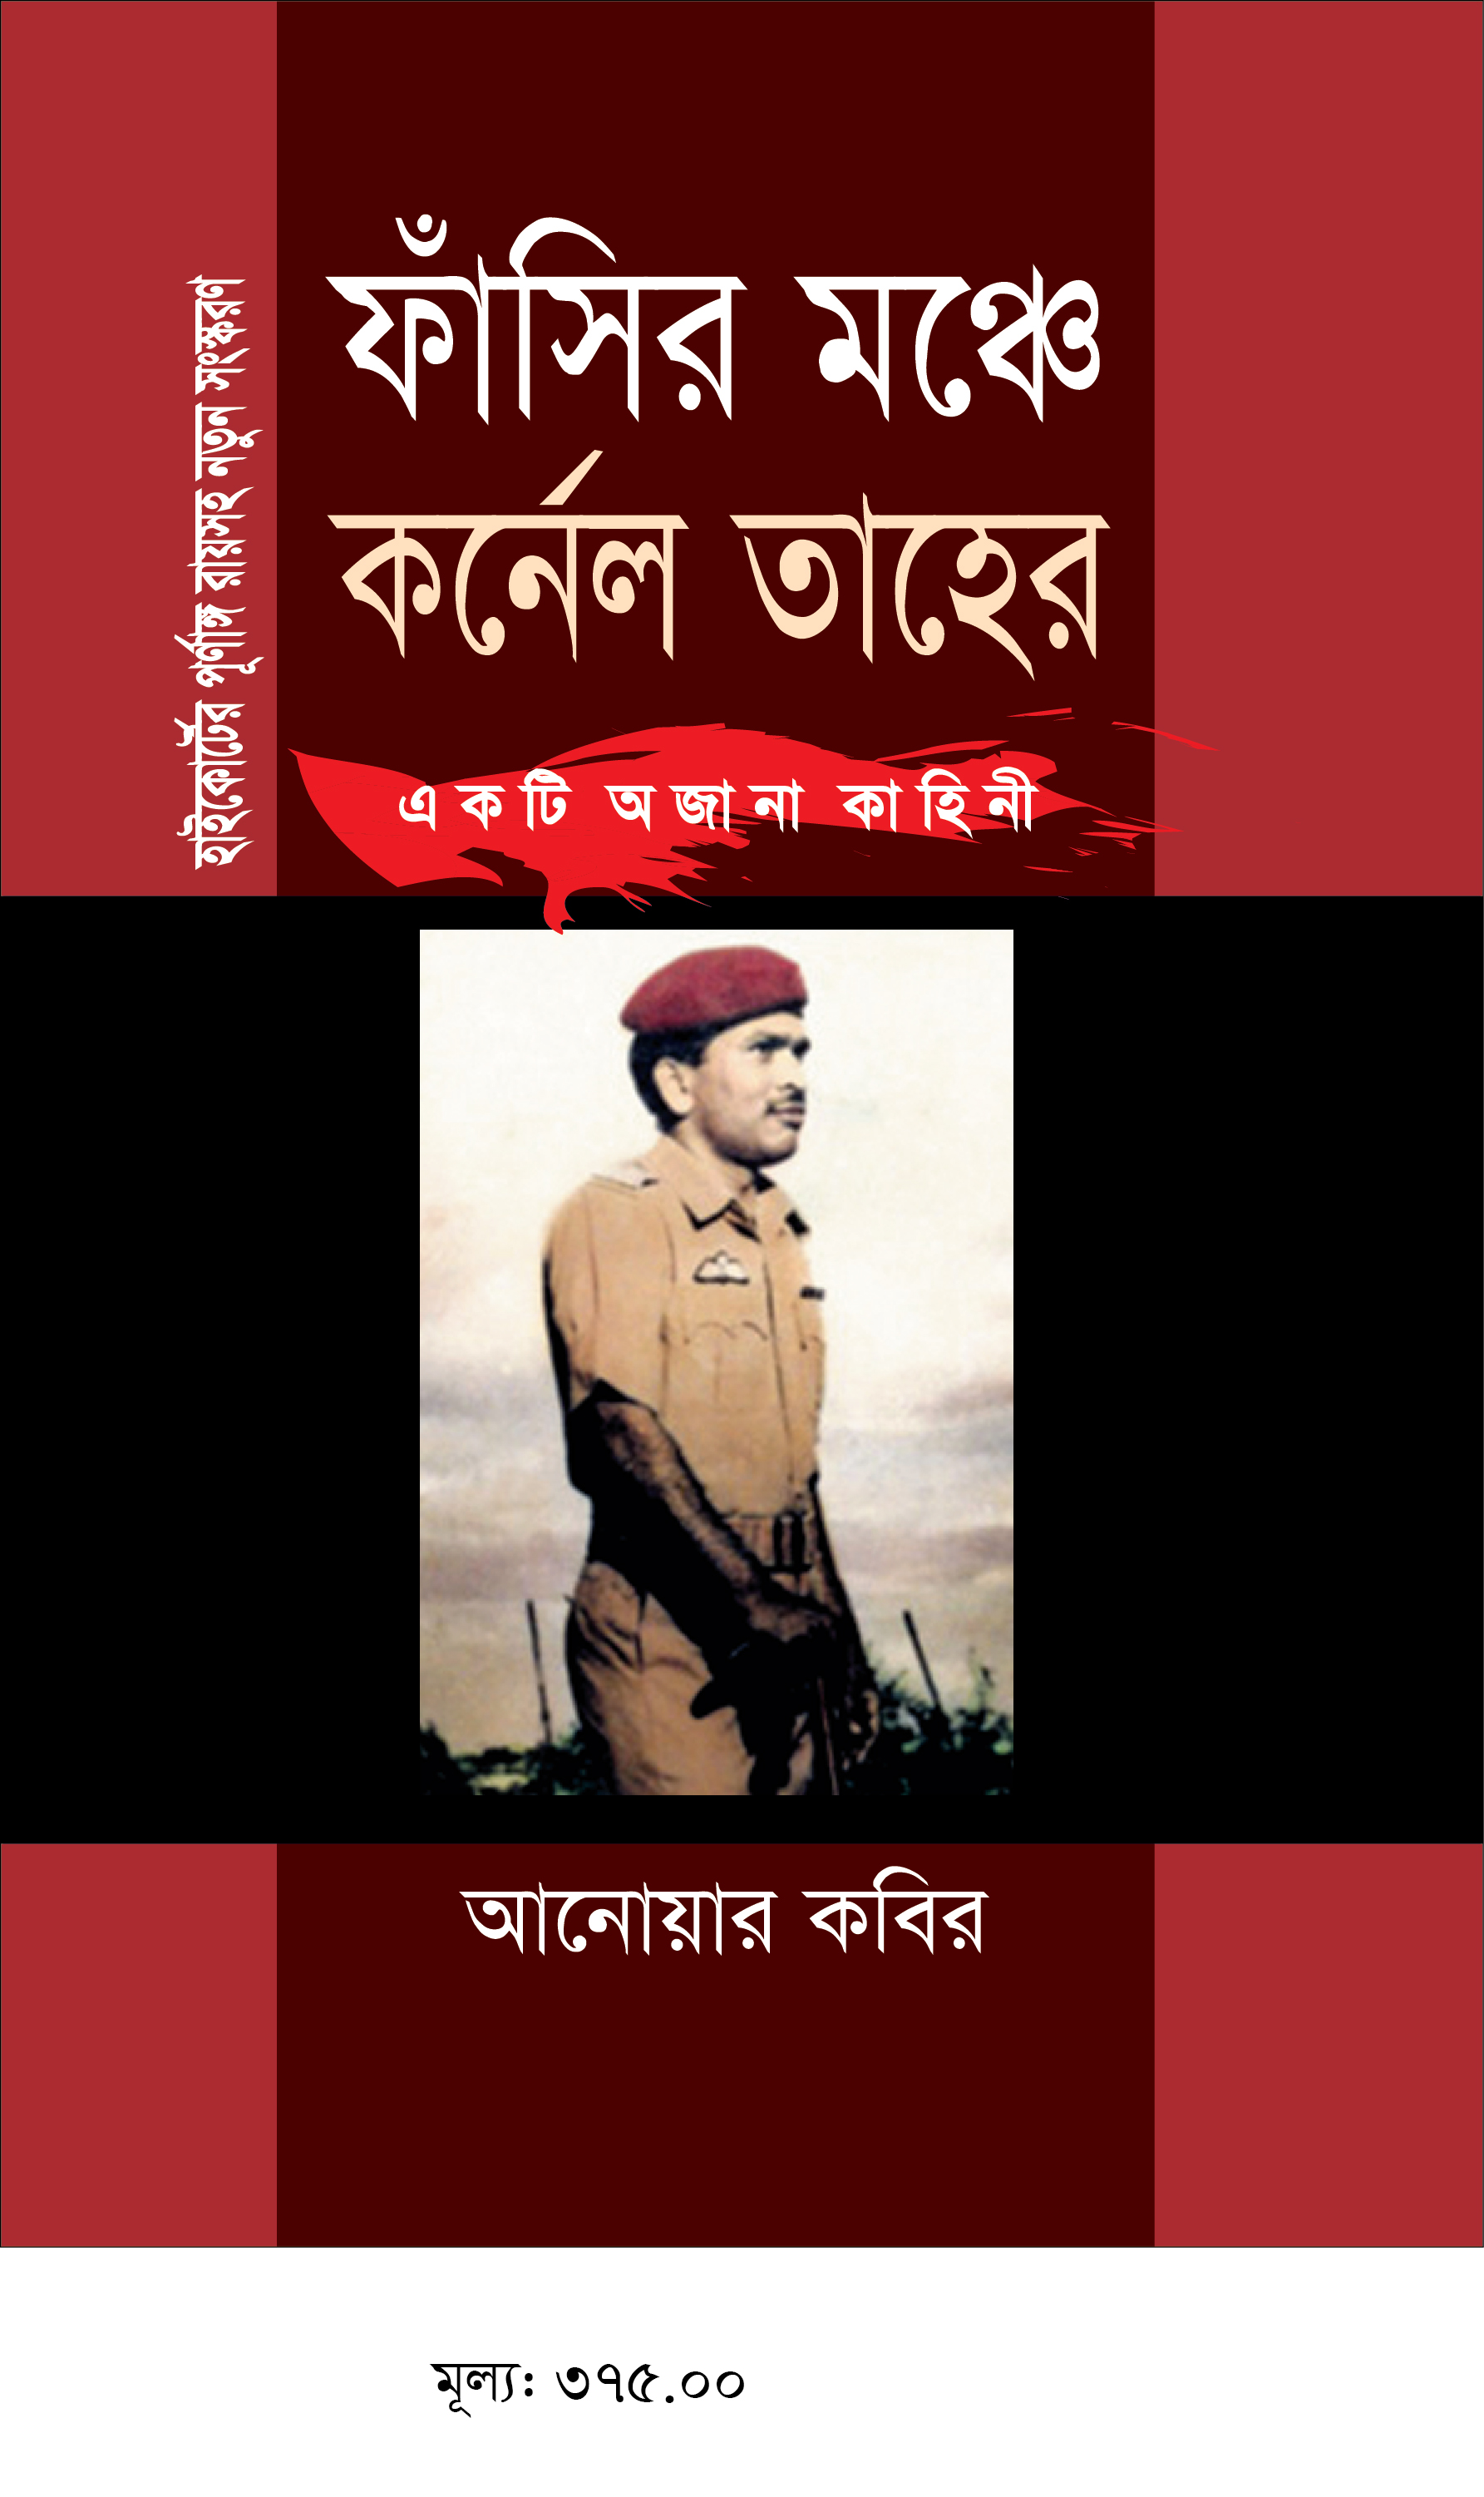 ফাঁসির মঞ্চে
কর্নেল তাহের
একটি অজানা কাহিনী
হাইকোর্টের পূর্ণাঙ্গ রায়সহ নতুন সংস্করণ
আনোয়ার কবির
মূল্য: ৩৭৫.০০